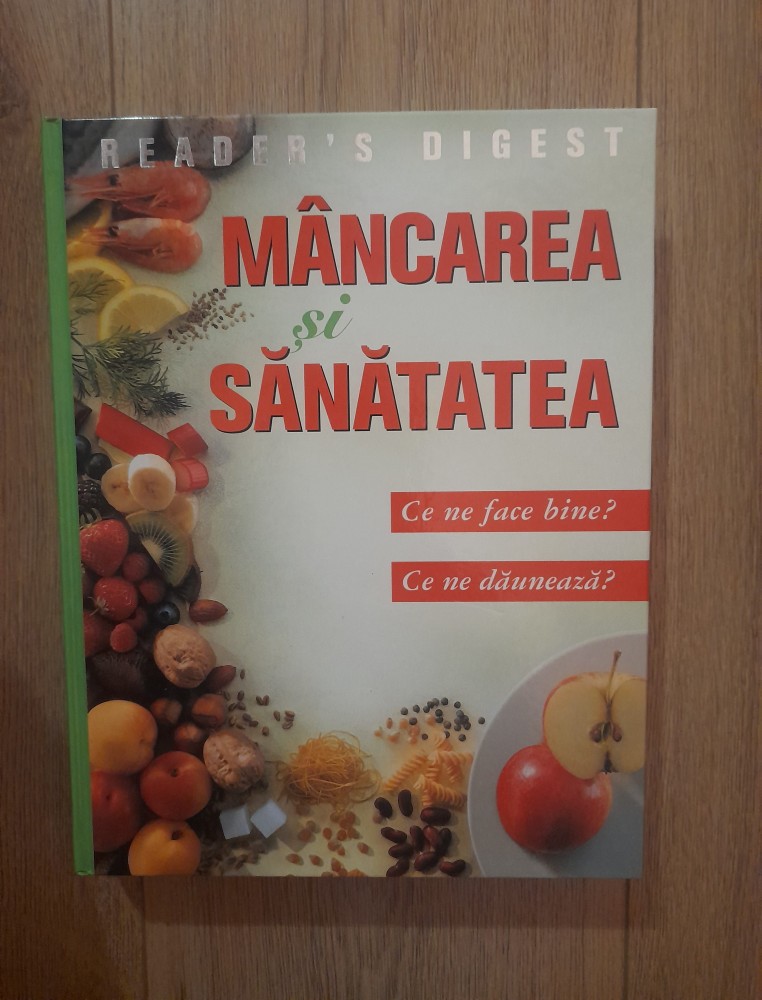 READER'S DIGEST
MÂNCAREA
și
SĂNĂTATEA
Ce ne face bine?
Ce ne dăunează?